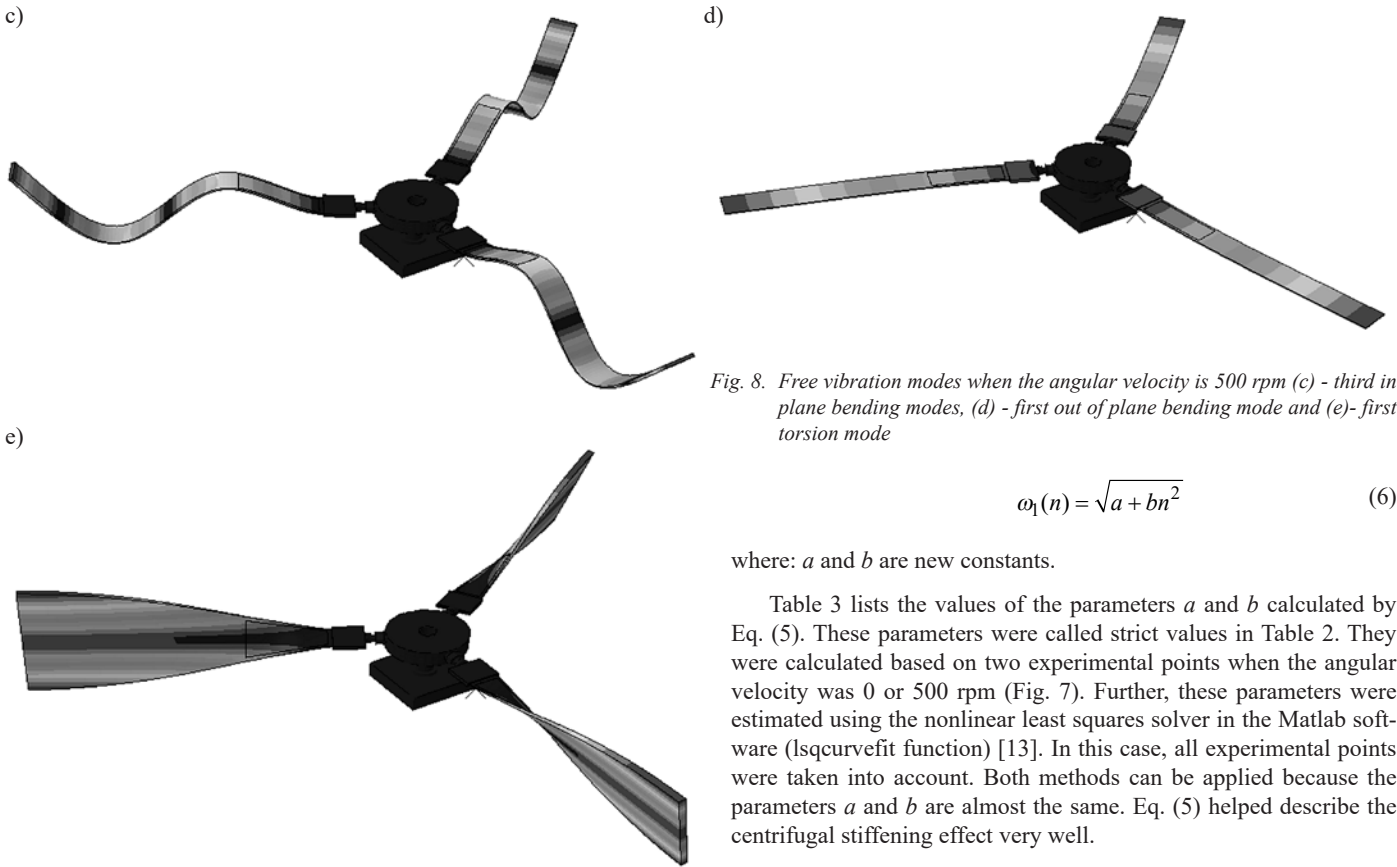 c)
d)
Fig. 8. Free vibration modes when the angular velocity is 500 rpm (c) - third in
plane bending modes, (d) - first out of plane bending mode and (e)- first
torsion mode
e)
ω₁(n) = √(a + bn²) (6)
where: a and b are new constants.
Table 3 lists the values of the parameters a and b calculated by
Eq. (5). These parameters were called strict values in Table 2. They
were calculated based on two experimental points when the angular
velocity was 0 or 500 rpm (Fig. 7). Further, these parameters were
estimated using the nonlinear least squares solver in the Matlab soft-
ware (lsqcurvefit function) [13]. In this case, all experimental points
were taken into account. Both methods can be applied because the
parameters a and b are almost the same. Eq. (5) helped describe the
centrifugal stiffening effect very well.